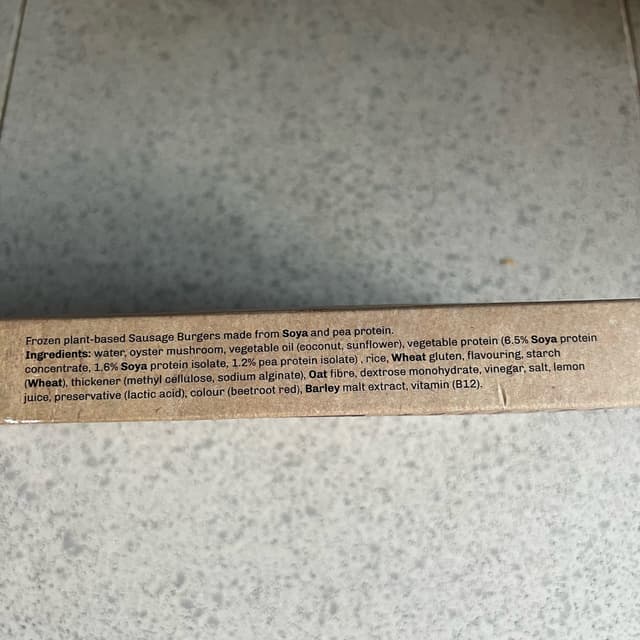 Frozen plant-based Sausage Burgers made from Soya and pea protein.
Ingredients: water, oyster mushroom, vegetable oil (coconut, sunflower), vegetable protein (6.5% Soya protein
concentrate, 1.6% Soya protein isolate, 1.2% pea protein isolate) , rice, Wheat gluten, flavouring, starch
(Wheat), thickener (methyl cellulose, sodium alginate), Oat fibre, dextrose monohydrate, vinegar, salt, lemon
juice, preservative (lactic acid), colour (beetroot red), Barley malt extract, vitamin (B12).